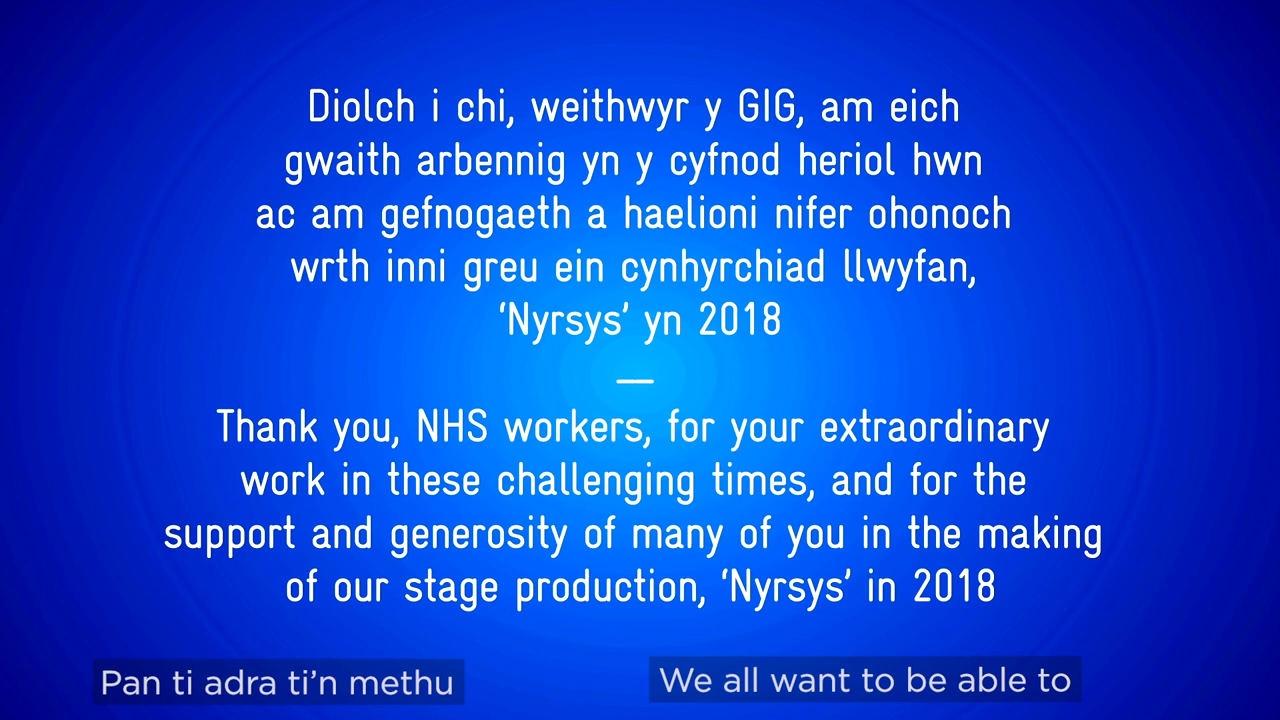 Diolch i chi, weithwyr y GIG, am eich
gwaith arbennig yn y cyfnod heriol hwn
ac am gefnogaeth a haelioni nifer ohonoch
wrth inni greu ein cynhyrchiad llwyfan,
‘Nyrsys’ yn 2018
—
Thank you, NHS workers, for your extraordinary
work in these challenging times, and for the
support and generosity of many of you in the making
of our stage production, ‘Nyrsys’ in 2018
Pan ti adra ti’n methu
We all want to be able to